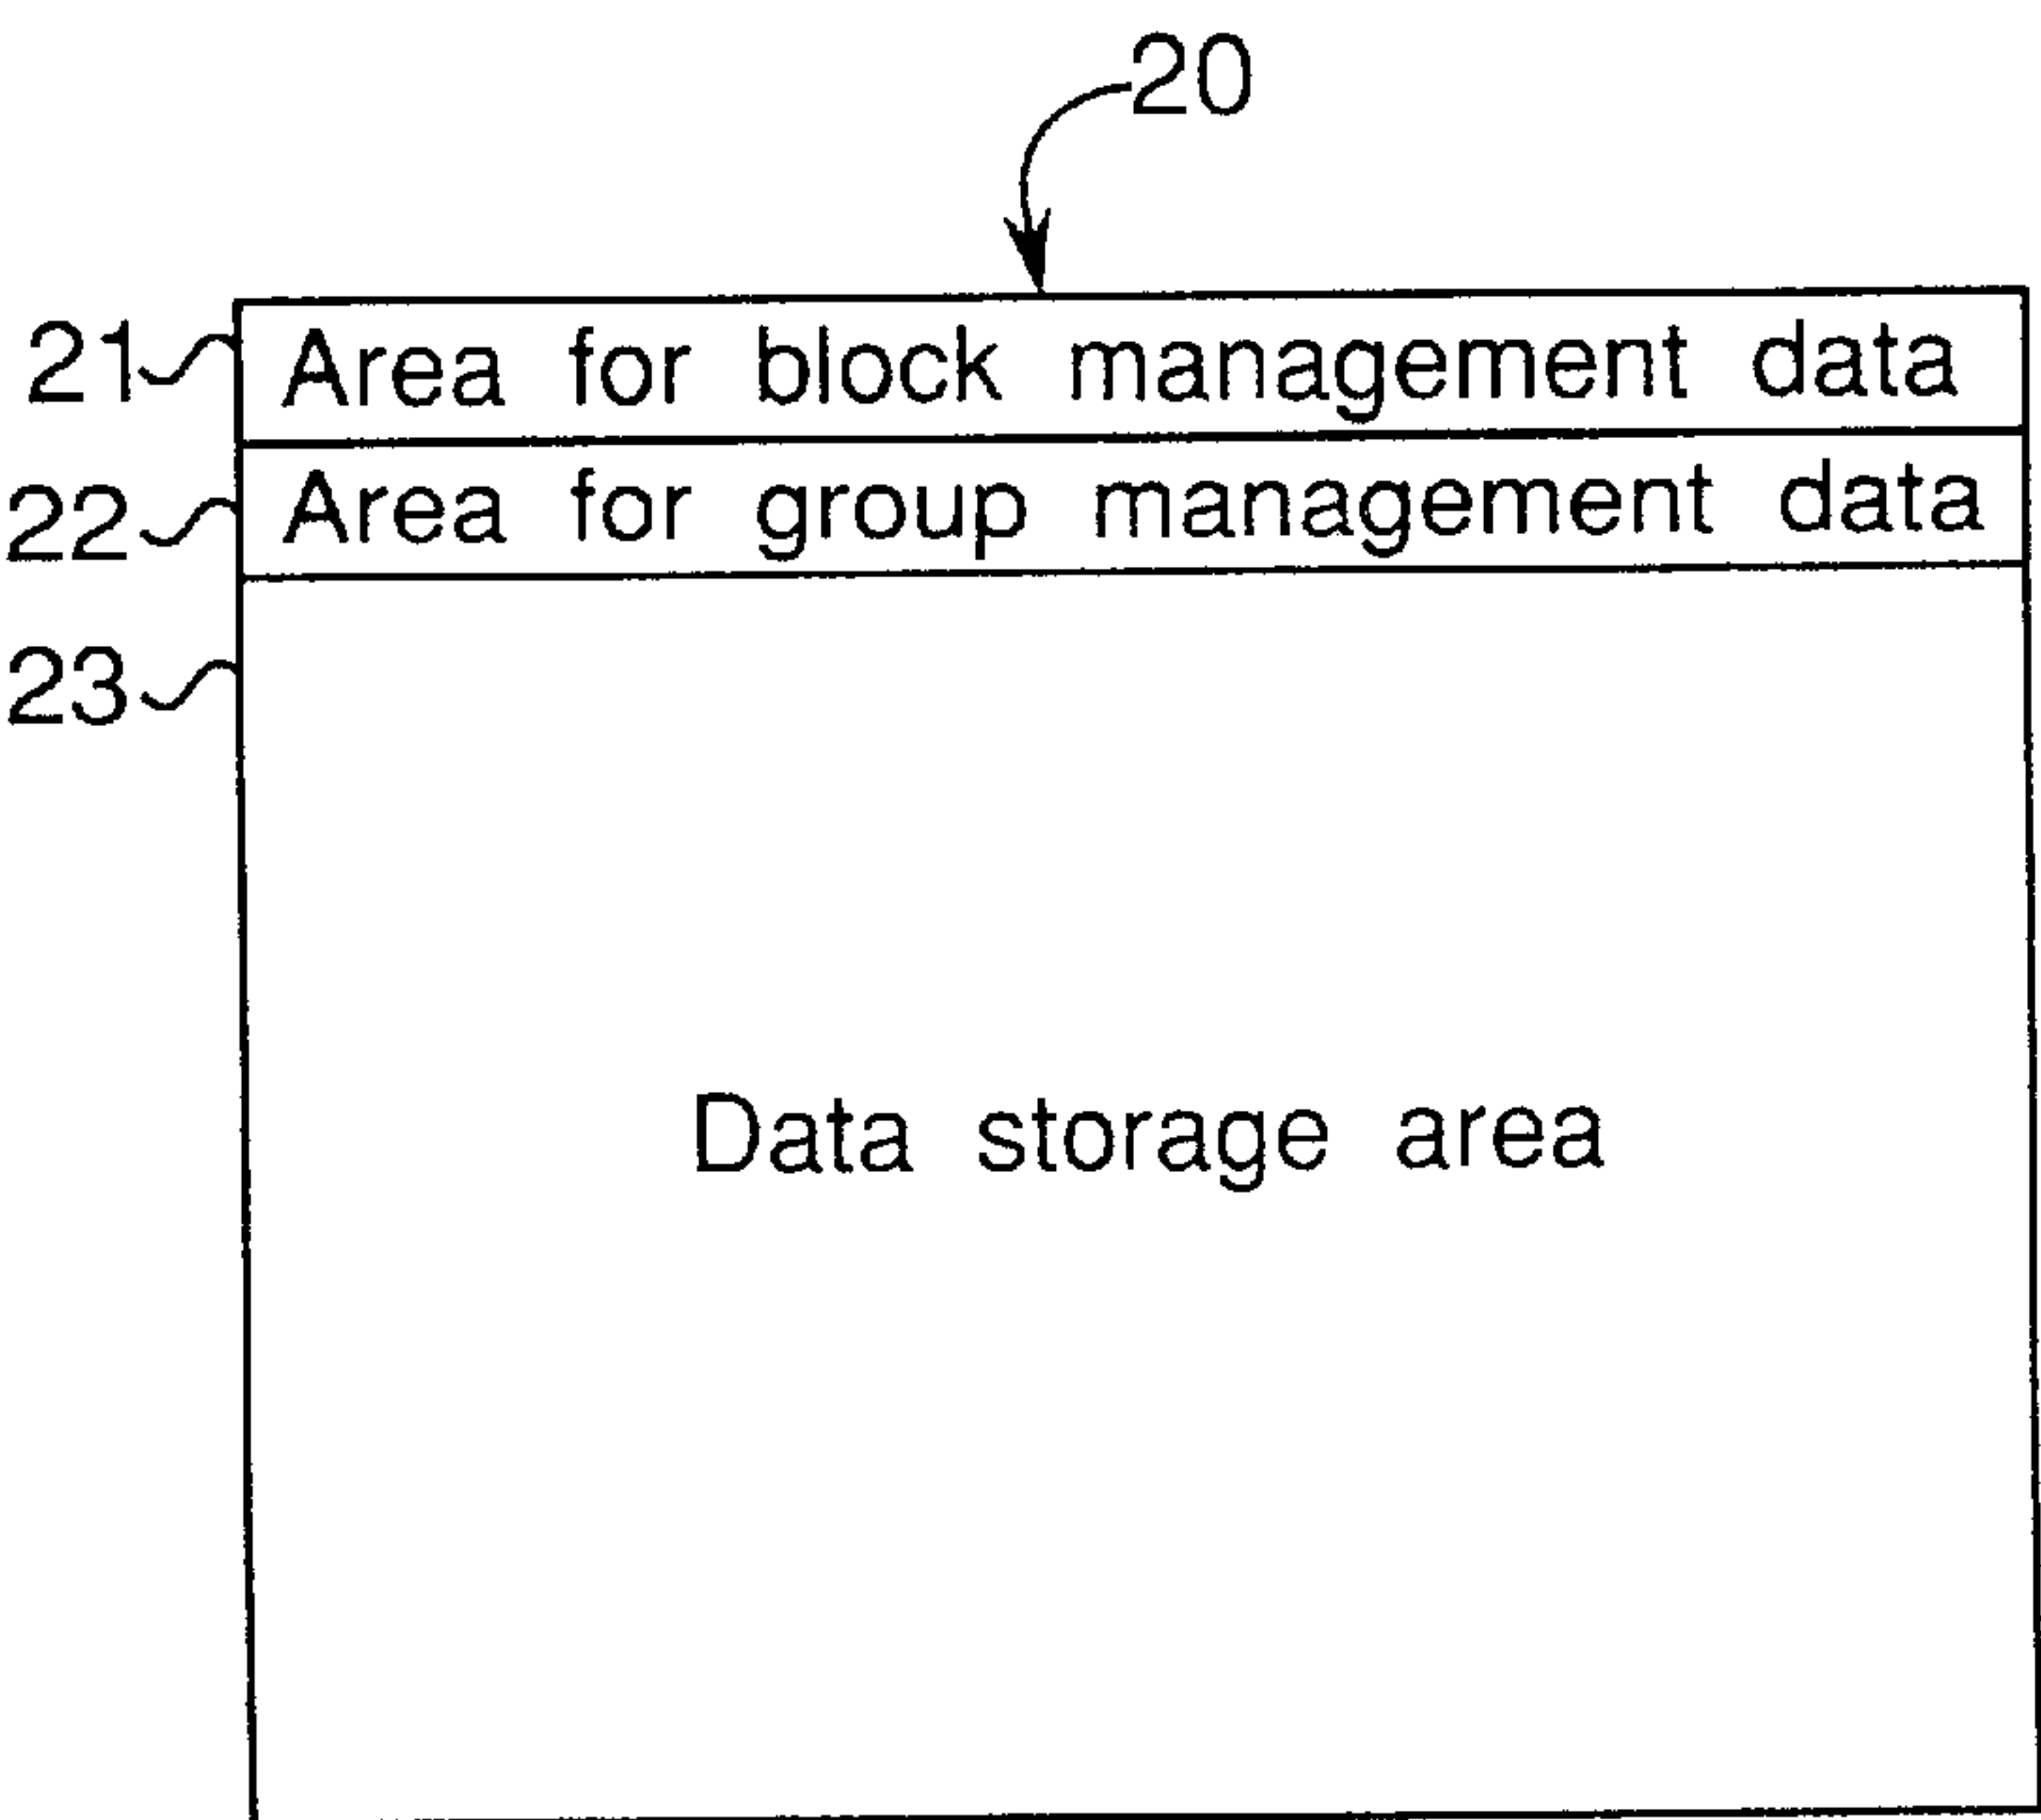 20
21 Area for block management data
22 Area for group management data
23
Data storage area